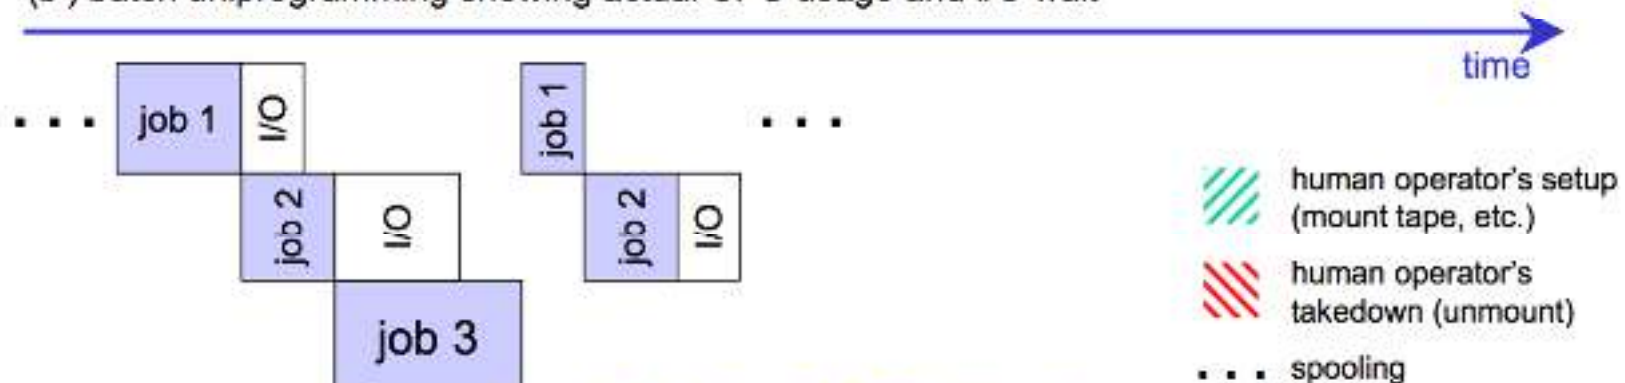 time
job 1
I/O
job 1
job 2
I/O
job 2
I/O
job 3
human operator's setup
(mount tape, etc.)
human operator's
takedown (unmount)
. . . spooling